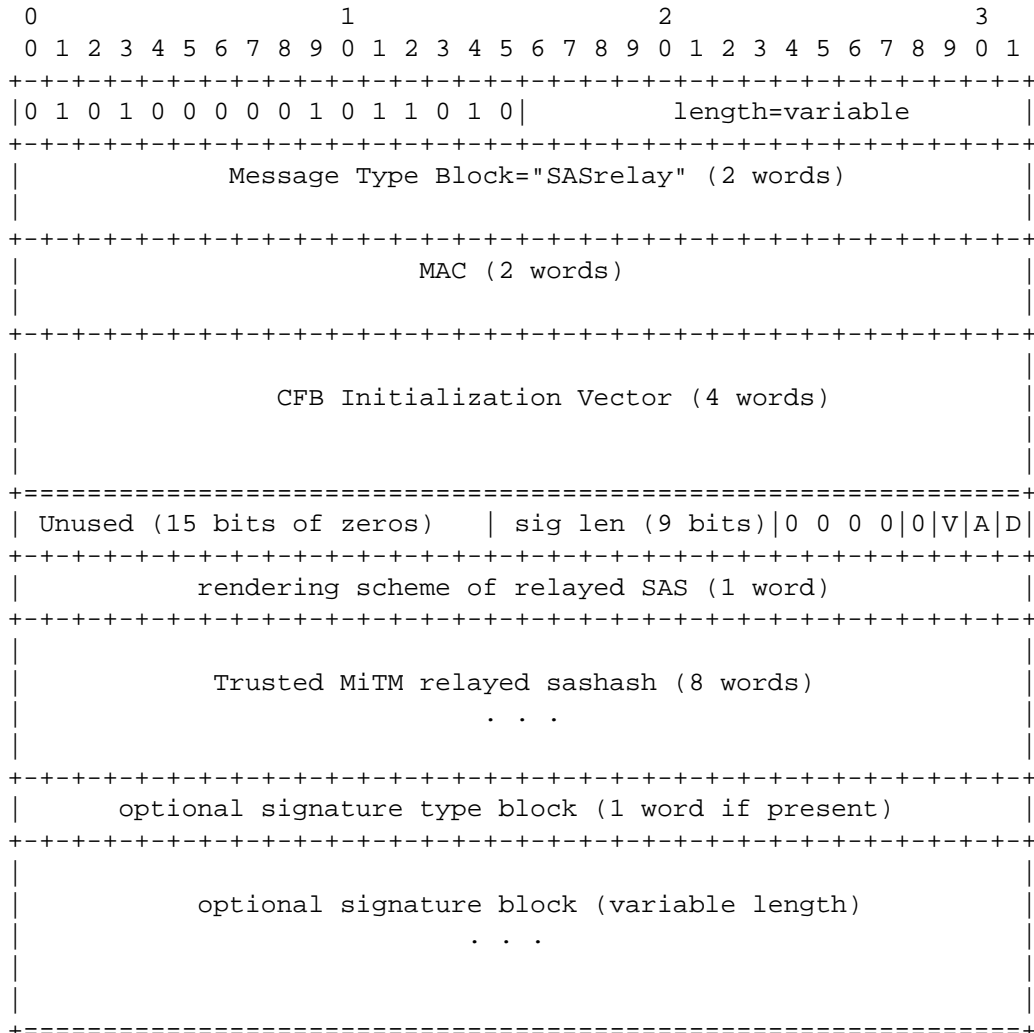 0                   1                   2                   3
 0 1 2 3 4 5 6 7 8 9 0 1 2 3 4 5 6 7 8 9 0 1 2 3 4 5 6 7 8 9 0 1
+-+-+-+-+-+-+-+-+-+-+-+-+-+-+-+-+-+-+-+-+-+-+-+-+-+-+-+-+-+-+-+-+
|0 1 0 1 0 0 0 0 0 1 0 1 1 0 1 0|         length=variable       |
+-+-+-+-+-+-+-+-+-+-+-+-+-+-+-+-+-+-+-+-+-+-+-+-+-+-+-+-+-+-+-+-+
|             Message Type Block="SASrelay" (2 words)           |
|                                                               |
+-+-+-+-+-+-+-+-+-+-+-+-+-+-+-+-+-+-+-+-+-+-+-+-+-+-+-+-+-+-+-+-+
|                         MAC (2 words)                         |
|                                                               |
+-+-+-+-+-+-+-+-+-+-+-+-+-+-+-+-+-+-+-+-+-+-+-+-+-+-+-+-+-+-+-+-+
|                                                               |
|                CFB Initialization Vector (4 words)            |
|                                                               |
|                                                               |
+===============================================================+
| Unused (15 bits of zeros)   | sig len (9 bits)|0 0 0 0|0|V|A|D|
+-+-+-+-+-+-+-+-+-+-+-+-+-+-+-+-+-+-+-+-+-+-+-+-+-+-+-+-+-+-+-+-+
|           rendering scheme of relayed SAS (1 word)            |
+-+-+-+-+-+-+-+-+-+-+-+-+-+-+-+-+-+-+-+-+-+-+-+-+-+-+-+-+-+-+-+-+
|                                                               |
|            Trusted MiTM relayed sashash (8 words)             |
|                             . . .                             |
|                                                               |
+-+-+-+-+-+-+-+-+-+-+-+-+-+-+-+-+-+-+-+-+-+-+-+-+-+-+-+-+-+-+-+-+
|      optional signature type block (1 word if present)        |
+-+-+-+-+-+-+-+-+-+-+-+-+-+-+-+-+-+-+-+-+-+-+-+-+-+-+-+-+-+-+-+-+
|                                                               |
|           optional signature block (variable length)          |
|                            . . .                              |
|                                                               |
|                                                               |
+===============================================================+